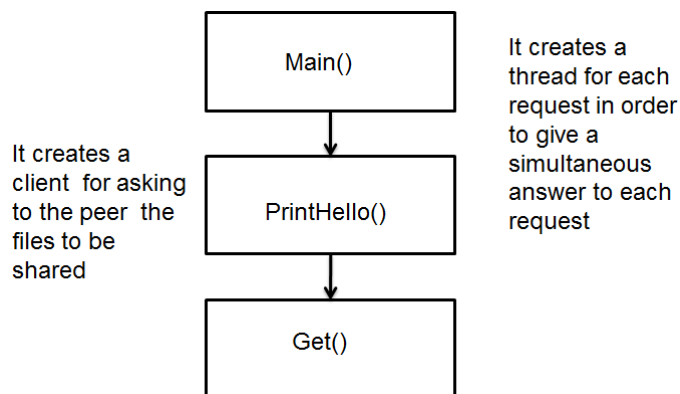 Main()
It creates a
thread for each
request in order
to give a
simultaneous
answer to each
request
It creates a
client for asking
to the peer the
files to be
shared
PrintHello()
Get()